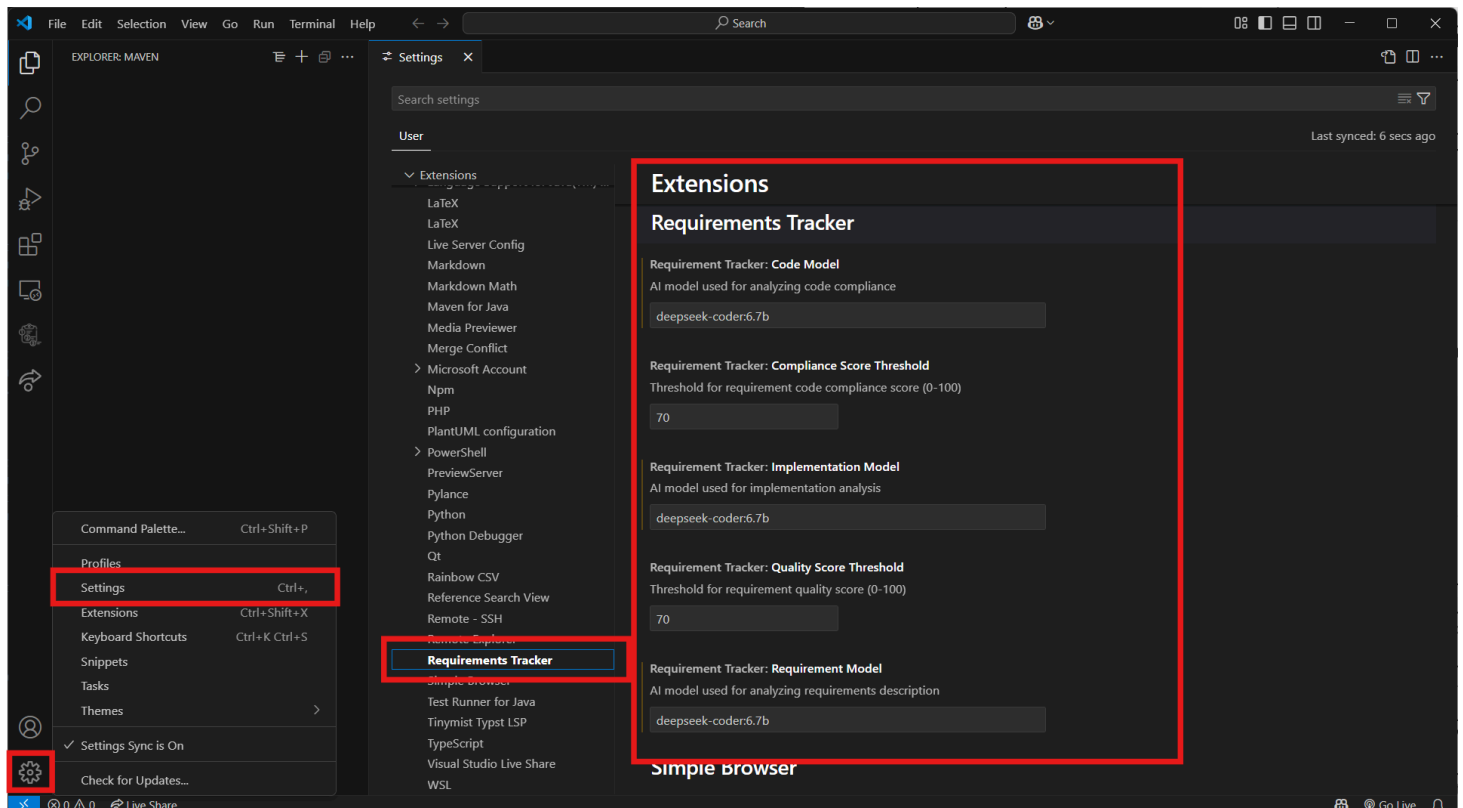 File Edit Selection View Go Run Terminal Help
Search
EXPLORER: MAVEN
Settings
Search settings
User
Last synced: 6 secs ago
Extensions
LaTeX
LaTeX
Live Server Config
Markdown
Markdown Math
Maven for Java
Media Previewer
Merge Conflict
Microsoft Account
Npm
PHP
PlantUML configuration
PowerShell
PreviewServer
Pylance
Python
Python Debugger
Qt
Rainbow CSV
Reference Search View
Remote - SSH
Remote Explorer
Requirements Tracker
Simple Browser
Test Runner for Java
Tinymist Typst LSP
TypeScript
Visual Studio Live Share
WSL
Extensions
Requirements Tracker
Requirement Tracker: Code Model
AI model used for analyzing code compliance
deepseek-coder:6.7b
Requirement Tracker: Compliance Score Threshold
Threshold for requirement code compliance score (0-100)
70
Requirement Tracker: Implementation Model
AI model used for implementation analysis
deepseek-coder:6.7b
Requirement Tracker: Quality Score Threshold
Threshold for requirement quality score (0-100)
70
Requirement Tracker: Requirement Model
AI model used for analyzing requirements description
deepseek-coder:6.7b
Simple Browser
Command Palette... Ctrl+Shift+P
Profiles
Settings Ctrl+,
Extensions Ctrl+Shift+X
Keyboard Shortcuts Ctrl+K Ctrl+S
Snippets
Tasks
Themes
Settings Sync is On
Check for Updates...
0 0 Live Share
Go Live